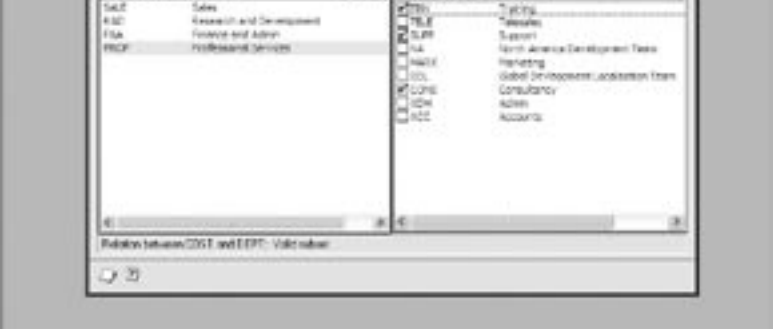 SALE Sales
R&D Research and Development
F&A Finance and Admin
PROF Professional Services
TRN Training
TELE Telesales
SUPP Support
NA North America Development Team
MARK Marketing
GDL Global Development Localisation Team
CONS Consultancy
ADM Admin
ACC Accounts
Relation between COST and DEPT: Valid values